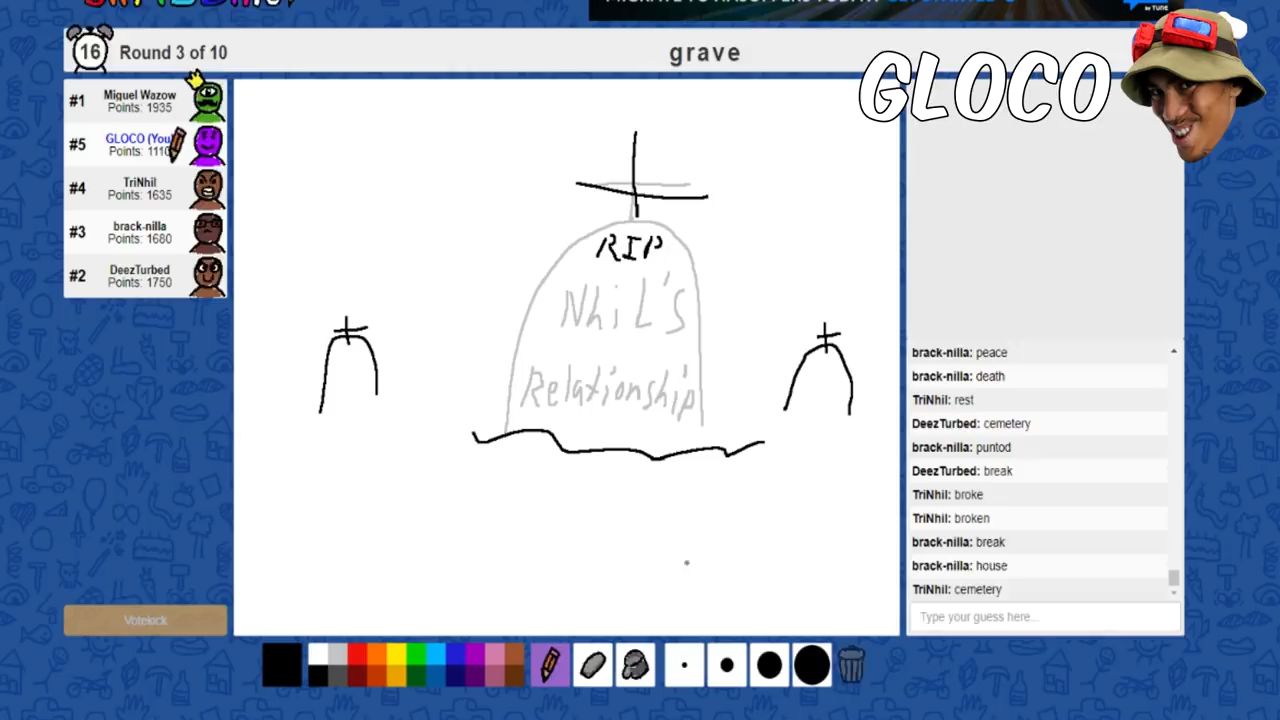 16
Round 3 of 10
grave
GLOCO
#1
Miguel Wazow
Points: 1935
#5
GLOCO (You
Points: 1110
#4
TriNhil
Points: 1635
#3
brack-nilla
Points: 1680
#2
DeezTurbed
Points: 1750
RIP
NhiL's
Relationship
brack-nilla: peace
brack-nilla: death
TriNhil: rest
DeezTurbed: cemetery
brack-nilla: puntod
DeezTurbed: break
TriNhil: broke
TriNhil: broken
brack-nilla: break
brack-nilla: house
TriNhil: cemetery
Type your guess here...
Votekick